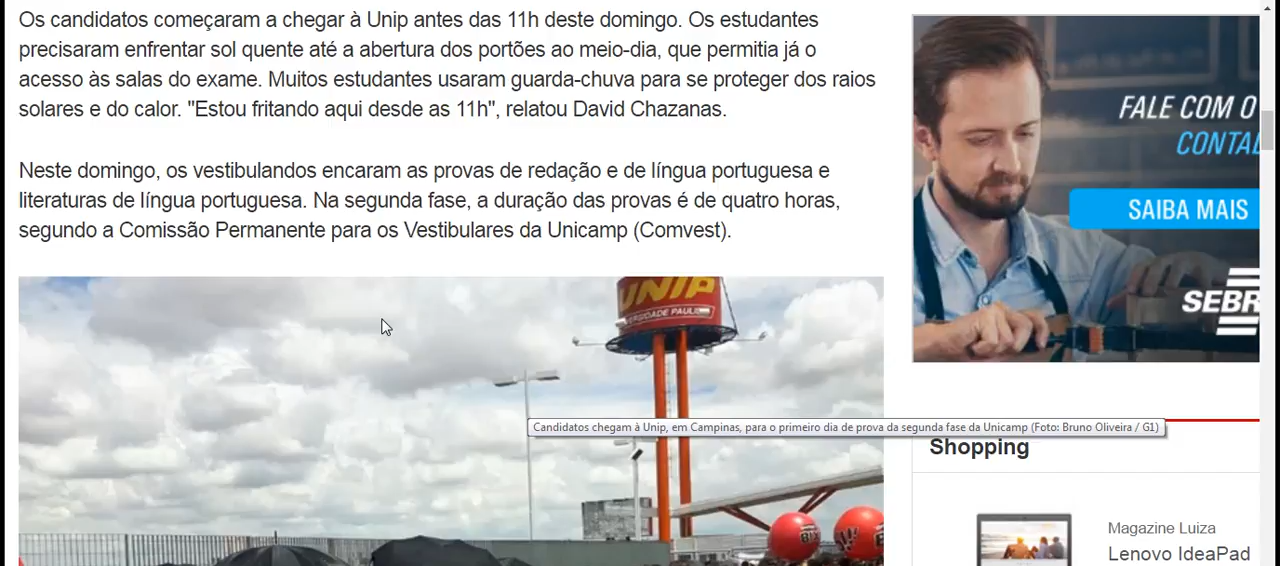 Os candidatos começaram a chegar à Unip antes das 11h deste domingo. Os estudantes
precisaram enfrentar sol quente até a abertura dos portões ao meio-dia, que permitia já o
acesso às salas do exame. Muitos estudantes usaram guarda-chuva para se proteger dos raios
solares e do calor. "Estou fritando aqui desde as 11h", relatou David Chazanas.
Neste domingo, os vestibulandos encaram as provas de redação e de língua portuguesa e
literaturas de língua portuguesa. Na segunda fase, a duração das provas é de quatro horas,
segundo a Comissão Permanente para os Vestibulares da Unicamp (Comvest).
UNIP
Candidatos chegam à Unip, em Campinas, para o primeiro dia de prova da segunda fase da Unicamp (Foto: Bruno Oliveira / G1)
FALE COM O
CONTAD
SAIBA MAIS
SEBR
Shopping
Magazine Luiza
Lenovo IdeaPad